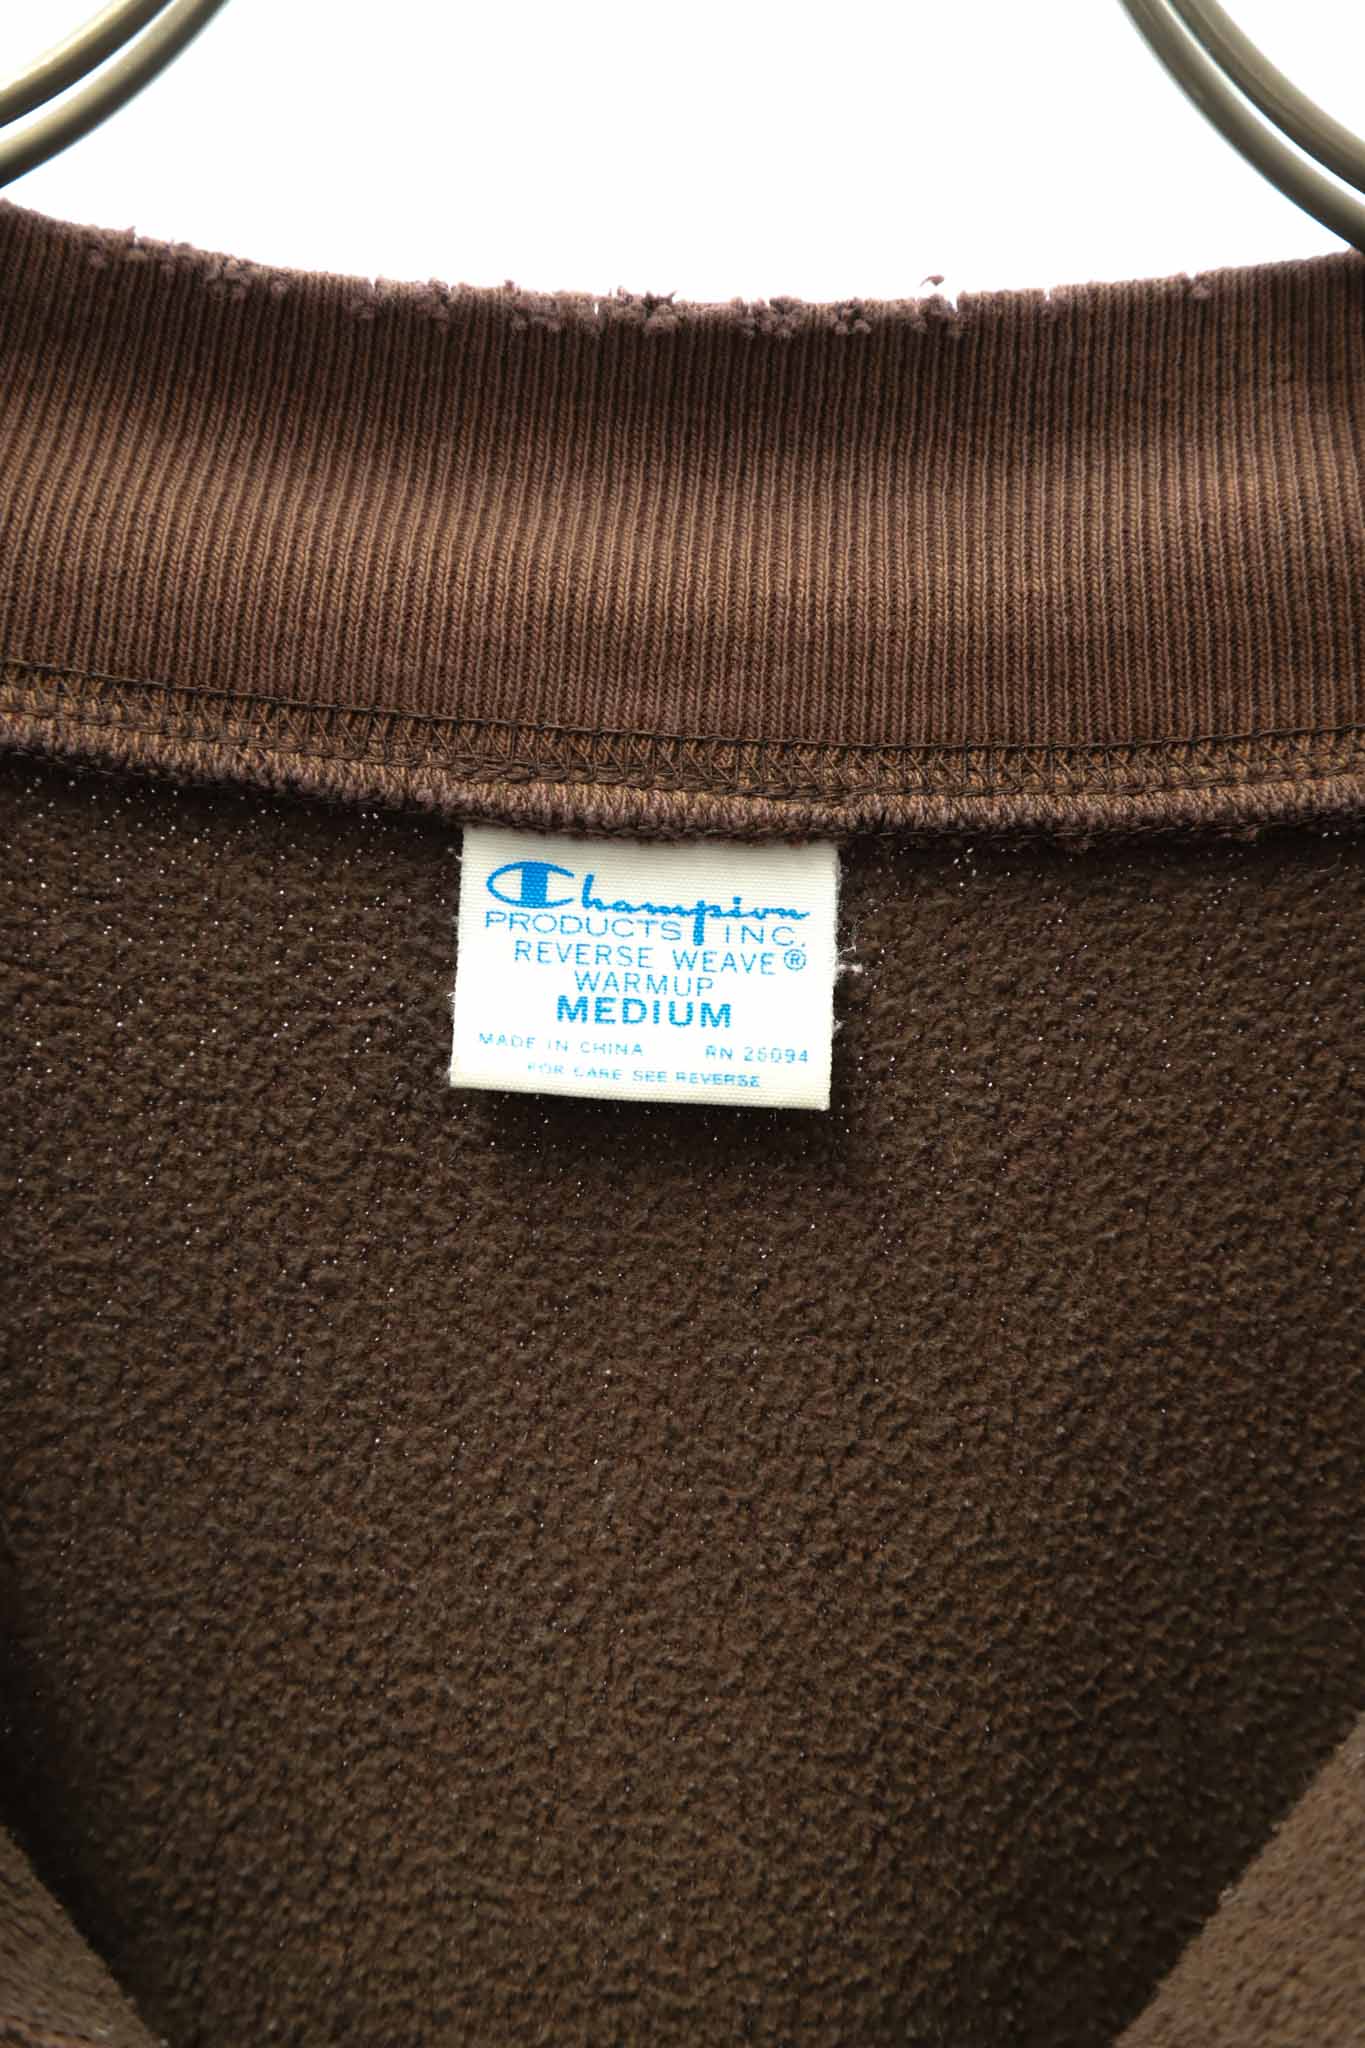 Champion
PRODUCTS INC.
REVERSE WEAVE®
WARMUP
MEDIUM
MADE IN CHINA RN 26094
FOR CARE SEE REVERSE